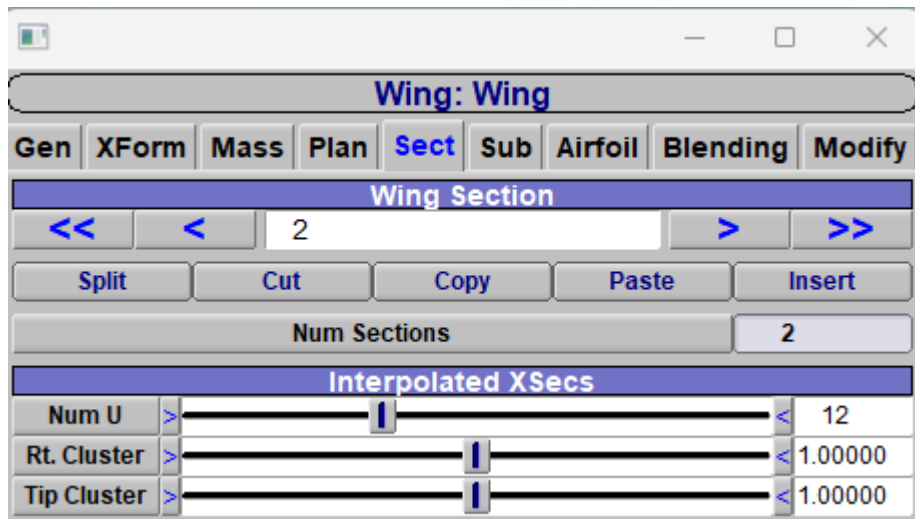 Wing: Wing
Gen XForm Mass Plan Sect Sub Airfoil Blending Modify
Wing Section
<< < 2 > >>
Split Cut Copy Paste Insert
Num Sections 2
Interpolated XSecs
Num U > < 12
Rt. Cluster > < 1.00000
Tip Cluster > < 1.00000